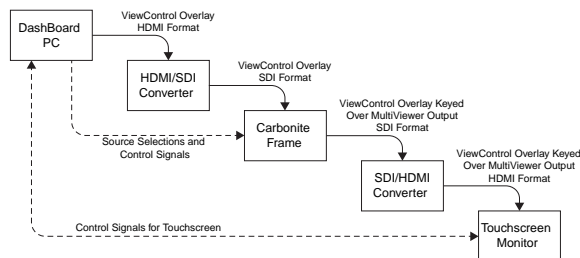 DashBoard
PC
ViewControl Overlay
HDMI Format
HDMI/SDI
Converter
ViewControl Overlay
SDI Format
Source Selections and
Control Signals
Carbonite
Frame
ViewControl Overlay Keyed
Over MultiViewer Output
SDI Format
SDI/HDMI
Converter
ViewControl Overlay Keyed
Over MultiViewer Output
HDMI Format
Control Signals for Touchscreen
Touchscreen
Monitor